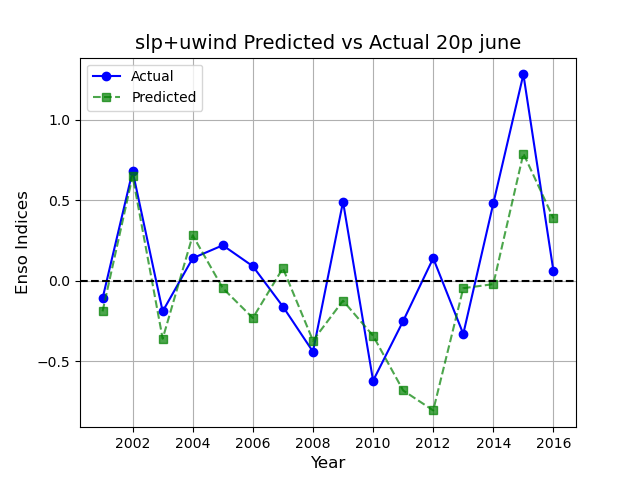 slp+uwind Predicted vs Actual 20p june
Actual
Predicted
1.0
0.5
0.0
−0.5
Enso Indices
2002 2004 2006 2008 2010 2012 2014 2016
Year